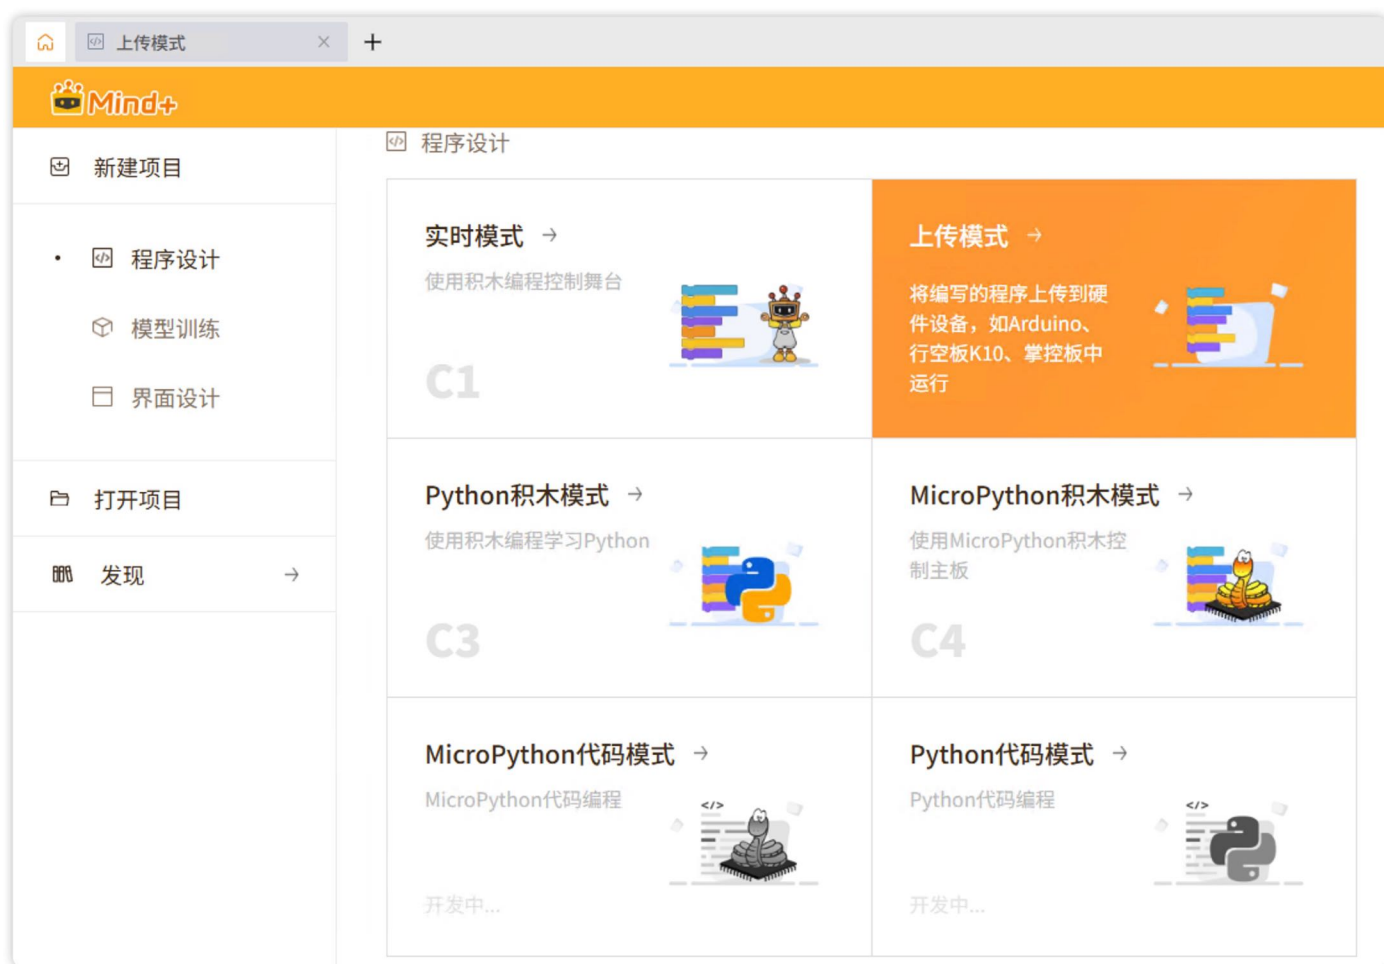 上传模式
Mind+
程序设计
新建项目
程序设计
模型训练
界面设计
打开项目
发现
实时模式
使用积木编程控制舞台
C1
上传模式
将编写的程序上传到硬
件设备，如Arduino、
行空板K10、掌控板中
运行
Python积木模式
使用积木编程学习Python
C3
MicroPython积木模式
使用MicroPython积木控
制主板
C4
MicroPython代码模式
MicroPython代码编程
</>
开发中...
Python代码模式
Python代码编程
</>
开发中...